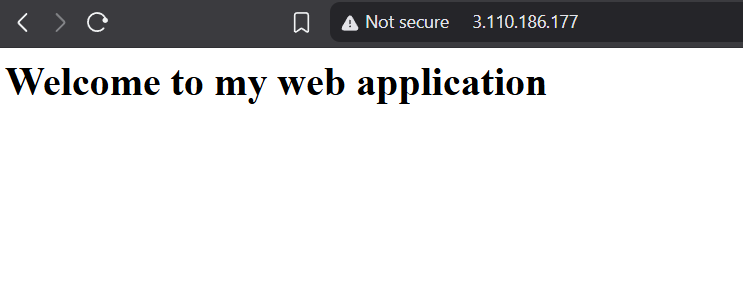 Not secure 3.110.186.177
Welcome to my web application